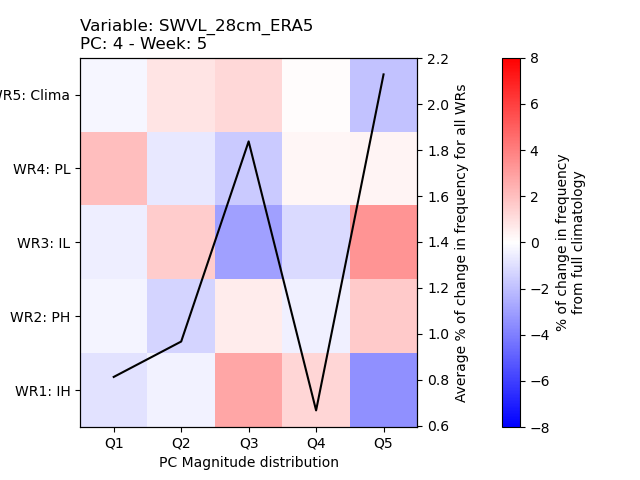 Variable: SWVL_28cm_ERA5
PC: 4 - Week: 5
WR5: Clima
WR4: PL
WR3: IL
WR2: PH
WR1: IH
Q1 Q2 Q3 Q4 Q5
PC Magnitude distribution
2.2
2.0
1.8
1.6
1.4
1.2
1.0
0.8
0.6
Average % of change in frequency for all WRs
8
6
4
2
0
−2
−4
−6
−8
% of change in frequency
from full climatology